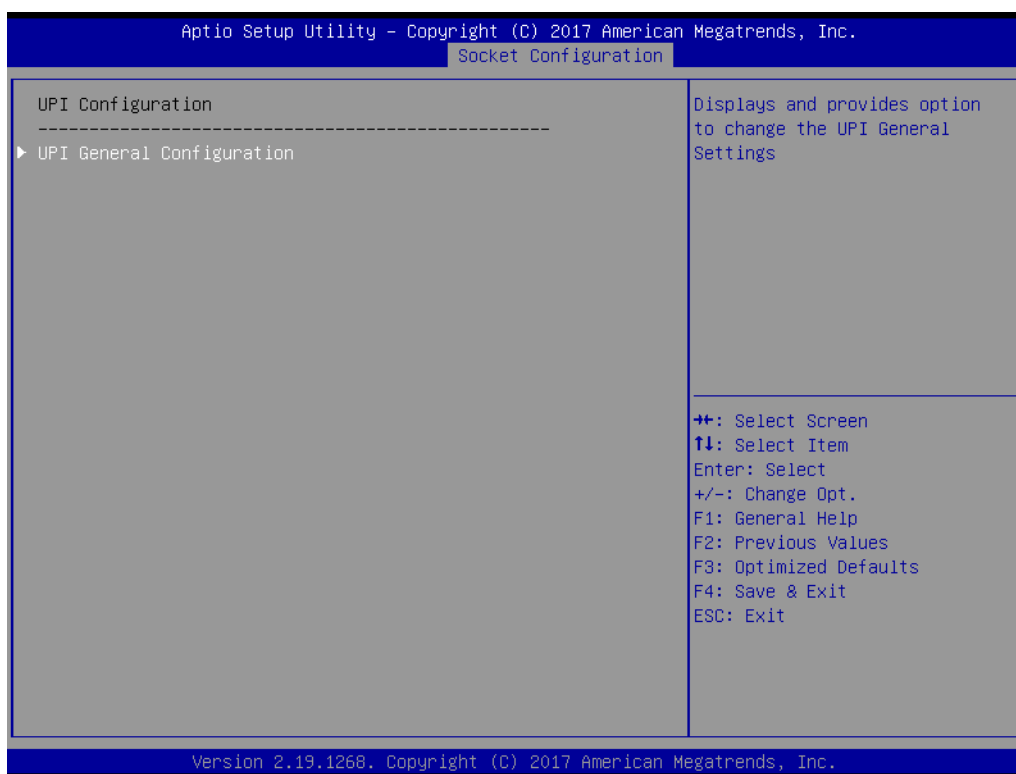 Aptio Setup Utility – Copyright (C) 2017 American Megatrends, Inc.
Socket Configuration
UPI Configuration
--------------------------------------------------
▶ UPI General Configuration
Displays and provides option
to change the UPI General
Settings
→←: Select Screen
↑↓: Select Item
Enter: Select
+/-: Change Opt.
F1: General Help
F2: Previous Values
F3: Optimized Defaults
F4: Save & Exit
ESC: Exit
Version 2.19.1268. Copyright (C) 2017 American Megatrends, Inc.